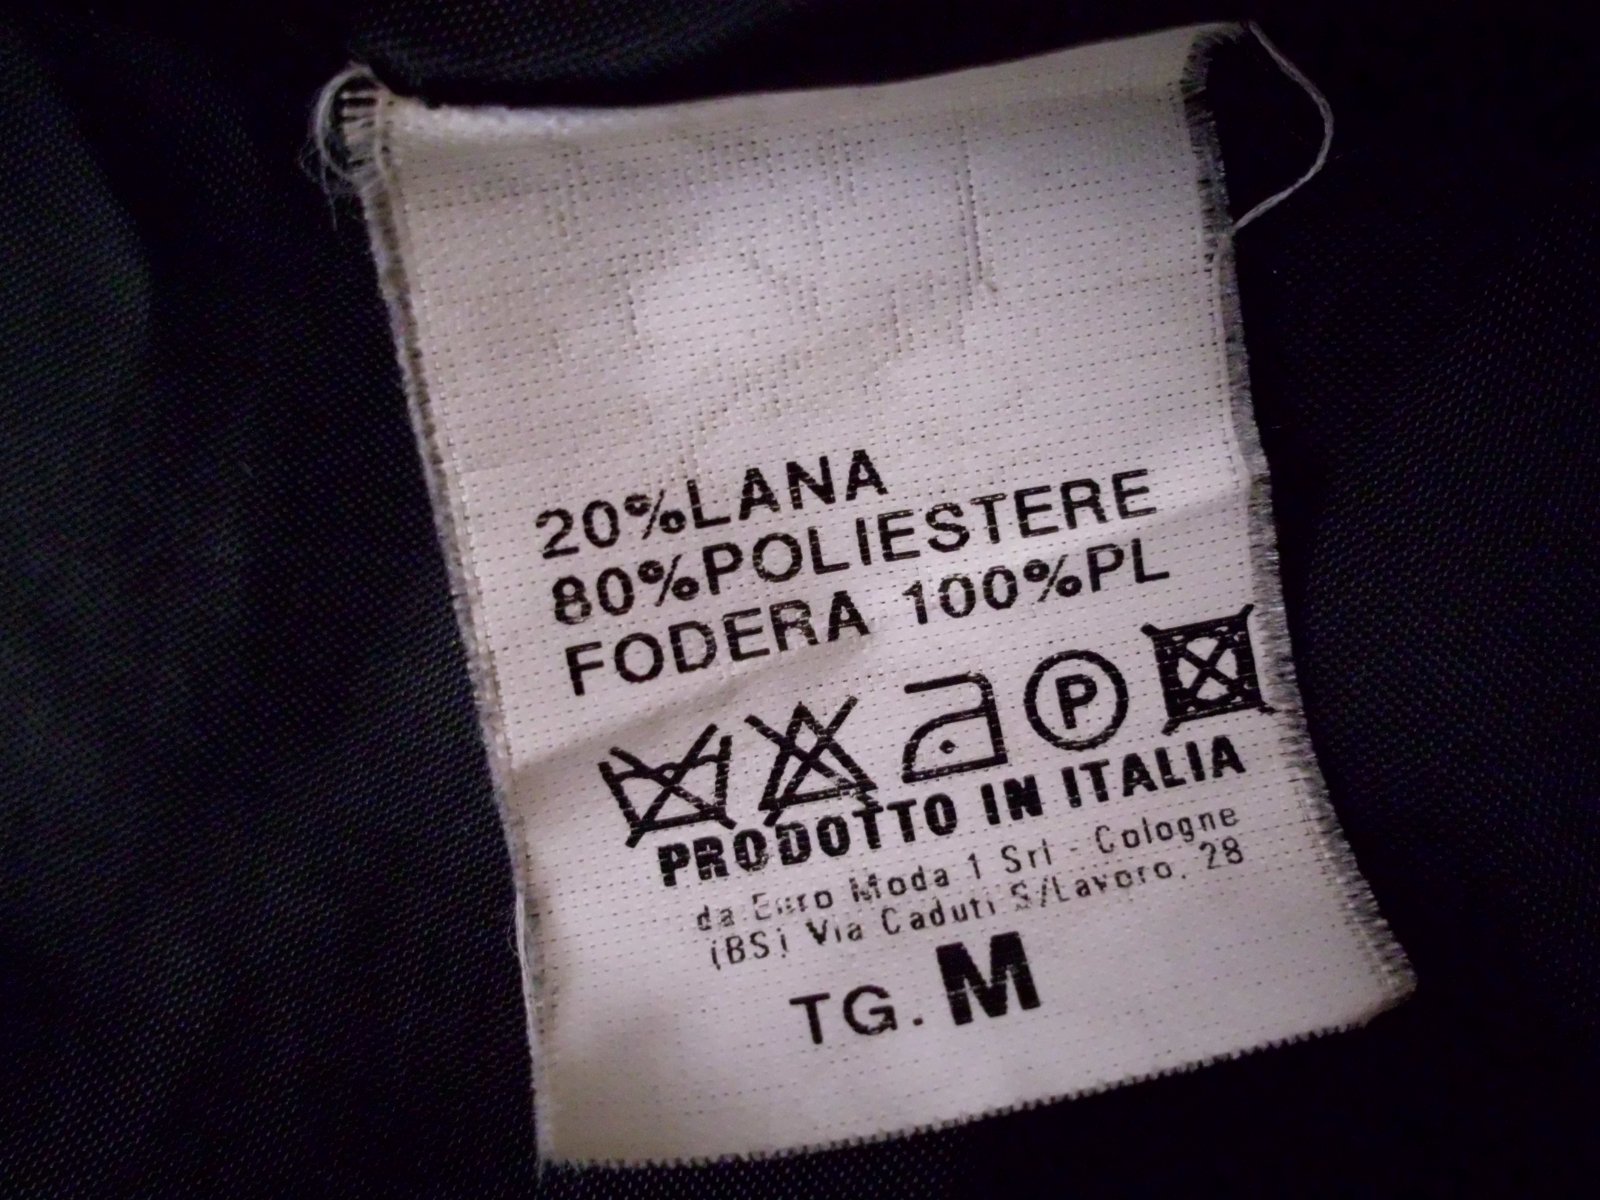 20%LANA
80%POLIESTERE
FODERA 100%PL
P
PRODOTTO IN ITALIA
da Euro Moda 1 Srl - Cologne
(BS) Via Caduti S/Lavoro, 28
TG. M